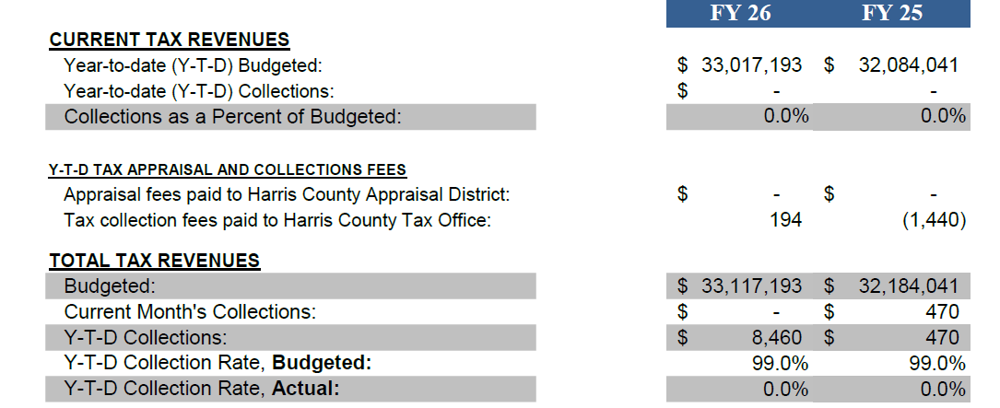 FY 26 FY 25
CURRENT TAX REVENUES
Year-to-date (Y-T-D) Budgeted: $ 33,017,193 $ 32,084,041
Year-to-date (Y-T-D) Collections: $ - -
Collections as a Percent of Budgeted: 0.0% 0.0%
Y-T-D TAX APPRAISAL AND COLLECTIONS FEES
Appraisal fees paid to Harris County Appraisal District: $ - $ -
Tax collection fees paid to Harris County Tax Office: 194 (1,440)
TOTAL TAX REVENUES
Budgeted: $ 33,117,193 $ 32,184,041
Current Month's Collections: $ - $ 470
Y-T-D Collections: $ 8,460 $ 470
Y-T-D Collection Rate, Budgeted: 99.0% 99.0%
Y-T-D Collection Rate, Actual: 0.0% 0.0%